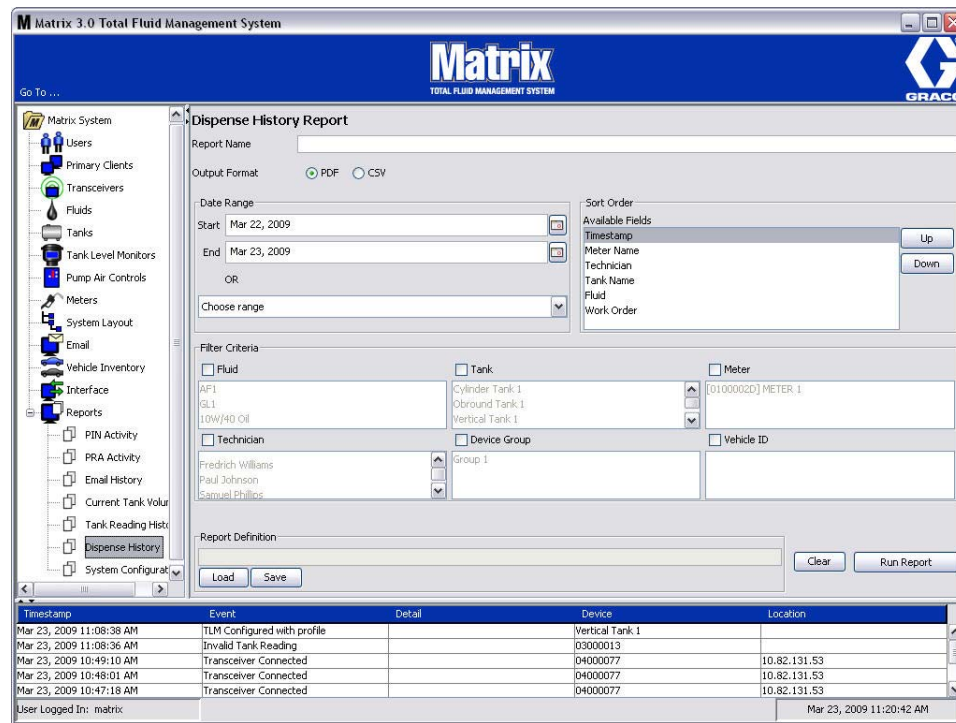 Matrix 3.0 Total Fluid Management System
Matrix
TOTAL FLUID MANAGEMENT SYSTEM
GRACO
Go To ...
Matrix System
Users
Primary Clients
Transceivers
Fluids
Tanks
Tank Level Monitors
Pump Air Controls
Meters
System Layout
Email
Vehicle Inventory
Interface
Reports
PIN Activity
PRA Activity
Email History
Current Tank Volur
Tank Reading Histo
Dispense History
System Configurat
Dispense History Report
Report Name
Output Format PDF CSV
Date Range
Start Mar 22, 2009
End Mar 23, 2009
OR
Choose range
Sort Order
Available Fields
Timestamp
Meter Name
Technician
Tank Name
Fluid
Work Order
Up
Down
Filter Criteria
Fluid
AF1
GL1
10W/40 Oil
Tank
Cylinder Tank 1
Obround Tank 1
Vertical Tank 1
Meter
[0100002D] METER 1
Technician
Fredrich Williams
Paul Johnson
Samuel Phillips
Device Group
Group 1
Vehicle ID
Report Definition
Load Save
Clear Run Report
Timestamp Event Detail Device Location
Mar 23, 2009 11:08:38 AM TLM Configured with profile Vertical Tank 1
Mar 23, 2009 11:08:36 AM Invalid Tank Reading 03000013
Mar 23, 2009 10:49:10 AM Transceiver Connected 04000077 10.82.131.53
Mar 23, 2009 10:48:01 AM Transceiver Connected 04000077 10.82.131.53
Mar 23, 2009 10:47:18 AM Transceiver Connected 04000077 10.82.131.53
User Logged In: matrix Mar 23, 2009 11:20:42 AM